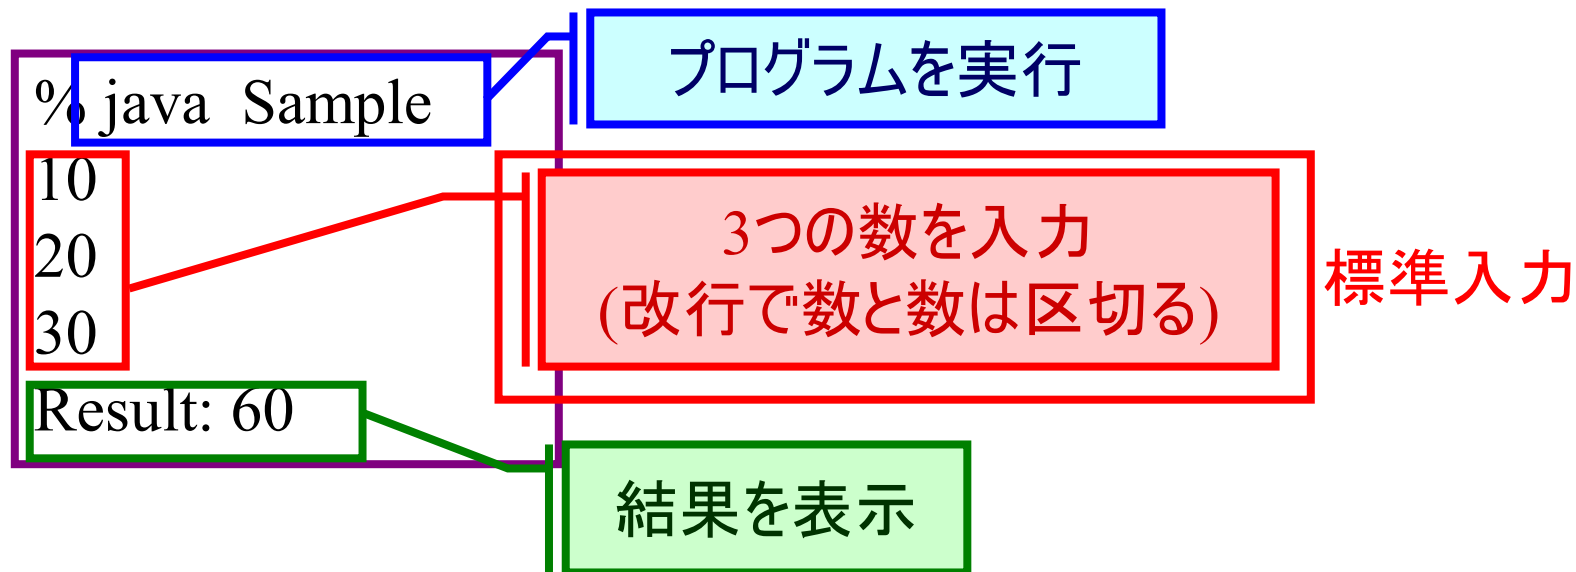 プログラムを実行
% java Sample
10
20
30
3つの数を入力
(改行で数と数は区切る)
標準入力
Result: 60
結果を表示